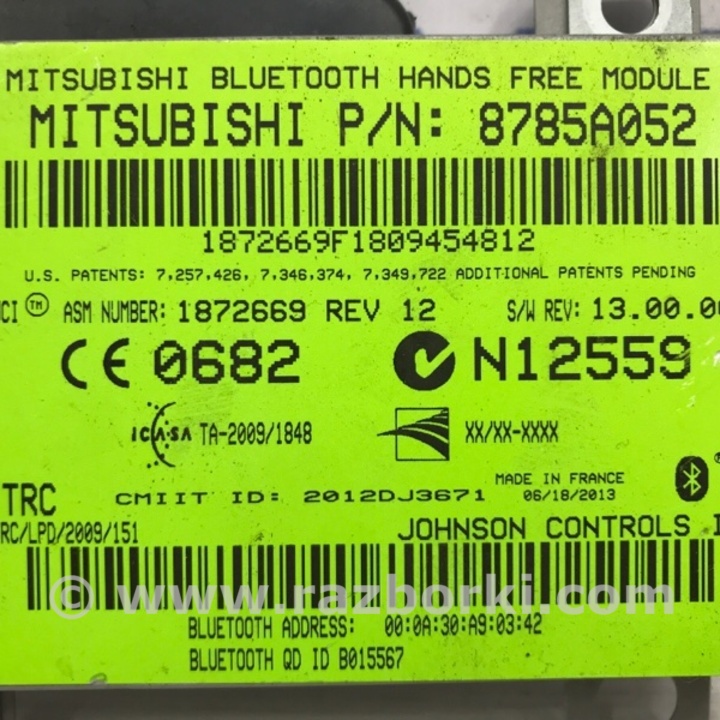 MITSUBISHI BLUETOOTH HANDS FREE MODULE
MITSUBISHI P/N: 8785A052
1872669F1809454812
U.S. PATENTS: 7,257,426, 7,346,374, 7,349,722 ADDITIONAL PATENTS PENDING
CI TM ASM NUMBER: 1872669 REV 12 S/W REV: 13.00.00
CE 0682 N12559
ICASA TA-2009/1848 XX/XX-XXXX
MADE IN FRANCE
TRC CMIIT ID: 2012DJ3671 06/18/2013
RC/LPD/2009/151 JOHNSON CONTROLS I
© www.razborki.com
BLUETOOTH ADDRESS: 00:0A:30:A9:03:42
BLUETOOTH QD ID B015567